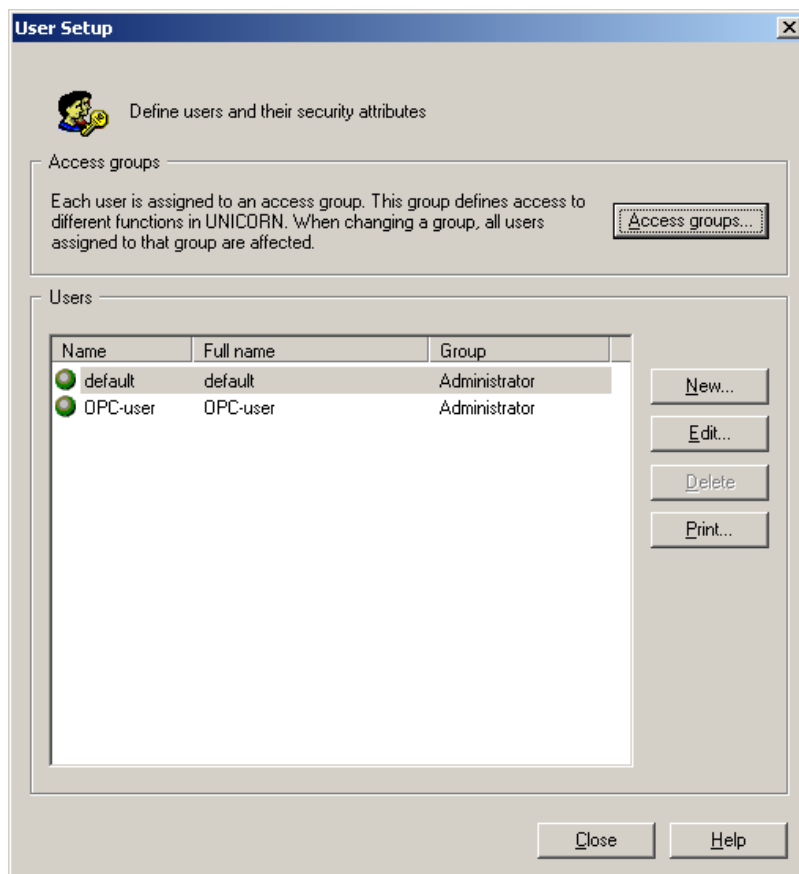 User Setup
Define users and their security attributes
Access groups
Each user is assigned to an access group. This group defines access to
different functions in UNICORN. When changing a group, all users
assigned to that group are affected.
Access groups...
Users
Name Full name Group
default default Administrator
OPC-user OPC-user Administrator
New...
Edit...
Delete
Print...
Close Help